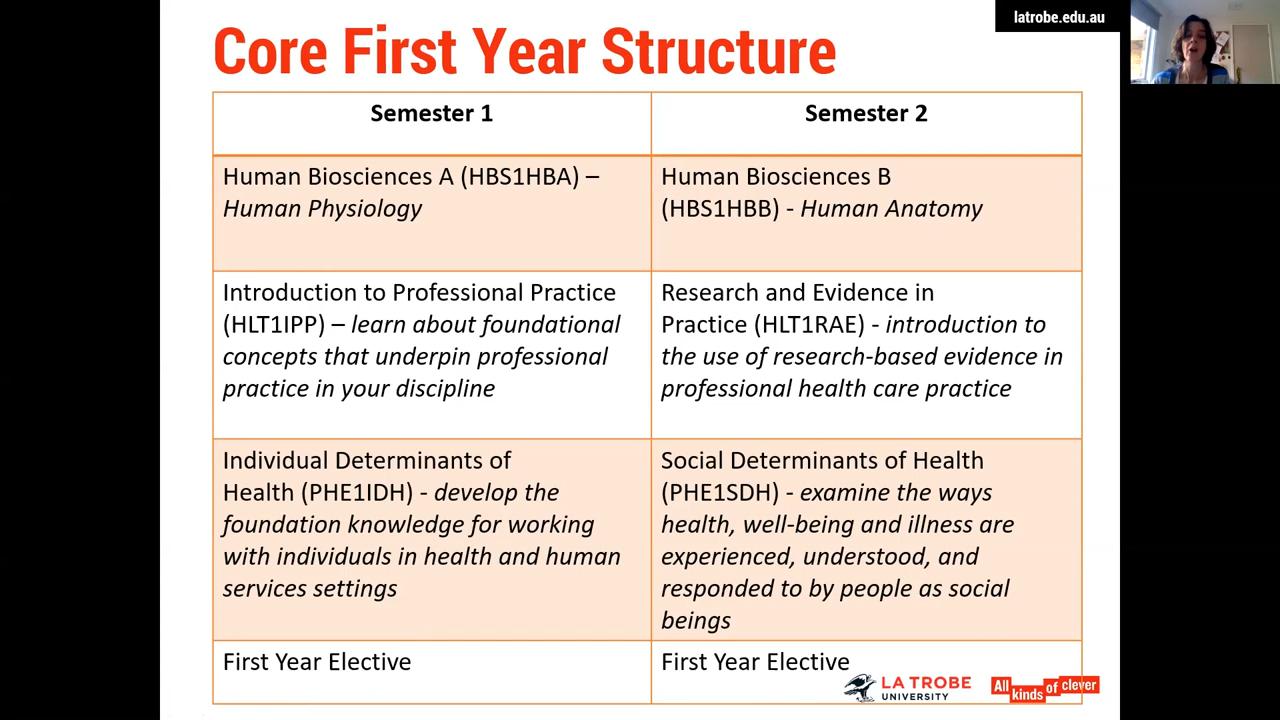 latrobe.edu.au
Core First Year Structure
Semester 1
Semester 2
Human Biosciences A (HBS1HBA) –
Human Physiology
Human Biosciences B
(HBS1HBB) - Human Anatomy
Introduction to Professional Practice
(HLT1IPP) – learn about foundational
concepts that underpin professional
practice in your discipline
Research and Evidence in
Practice (HLT1RAE) - introduction to
the use of research-based evidence in
professional health care practice
Individual Determinants of
Health (PHE1IDH) - develop the
foundation knowledge for working
with individuals in health and human
services settings
Social Determinants of Health
(PHE1SDH) - examine the ways
health, well-being and illness are
experienced, understood, and
responded to by people as social
beings
First Year Elective
First Year Elective
LA TROBE
UNIVERSITY
All kinds of clever